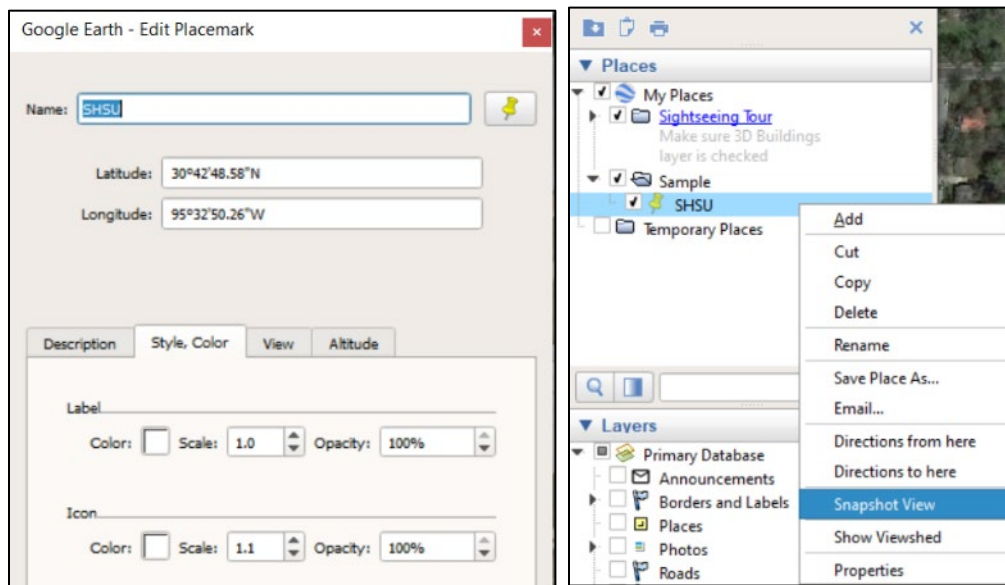 Google Earth - Edit Placemark
Name: SHSU
Latitude: 30°42'48.58"N
Longitude: 95°32'50.26"W
Description Style, Color View Altitude
Label
Color: Scale: 1.0 Opacity: 100%
Icon
Color: Scale: 1.1 Opacity: 100%
Places
My Places
Sightseeing Tour
Make sure 3D Buildings
layer is checked
Sample
SHSU
Temporary Places
Add
Cut
Copy
Delete
Rename
Save Place As...
Email...
Directions from here
Directions to here
Snapshot View
Show Viewshed
Properties
Layers
Primary Database
Announcements
Borders and Labels
Places
Photos
Roads